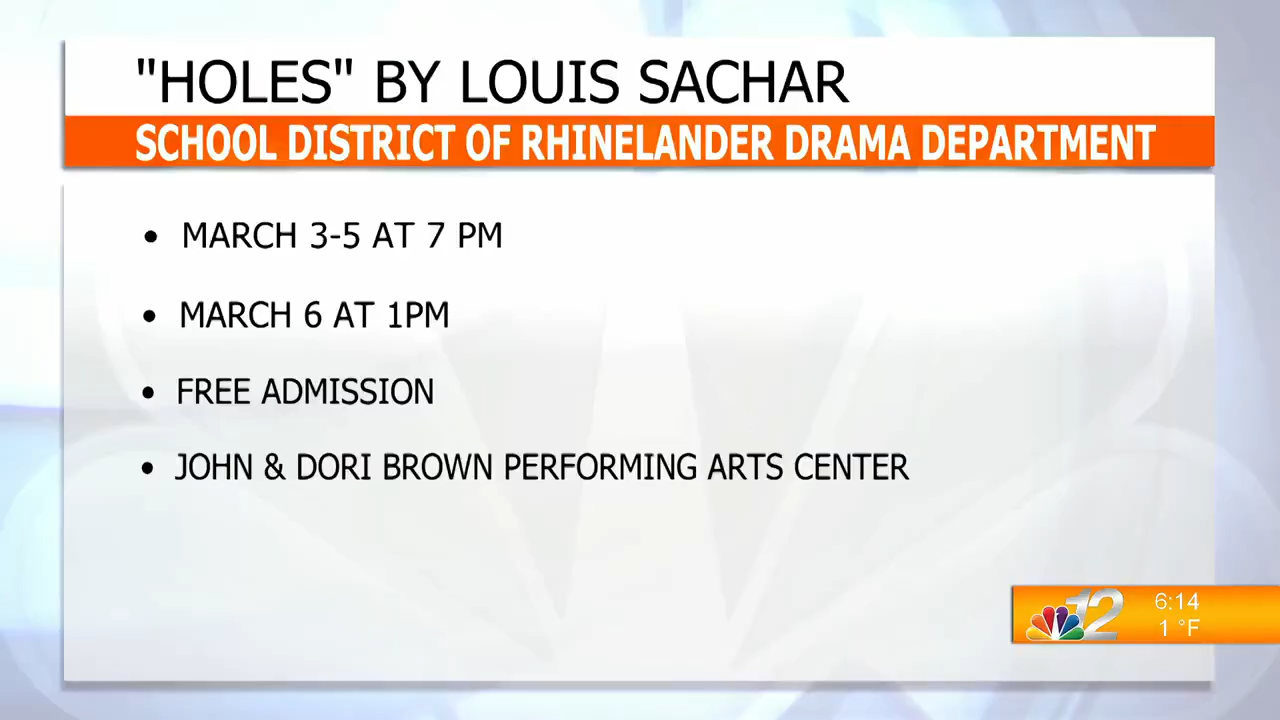 "HOLES" BY LOUIS SACHAR
SCHOOL DISTRICT OF RHINELANDER DRAMA DEPARTMENT
• MARCH 3-5 AT 7 PM
• MARCH 6 AT 1PM
• FREE ADMISSION
• JOHN & DORI BROWN PERFORMING ARTS CENTER
12
6:14
1 °F